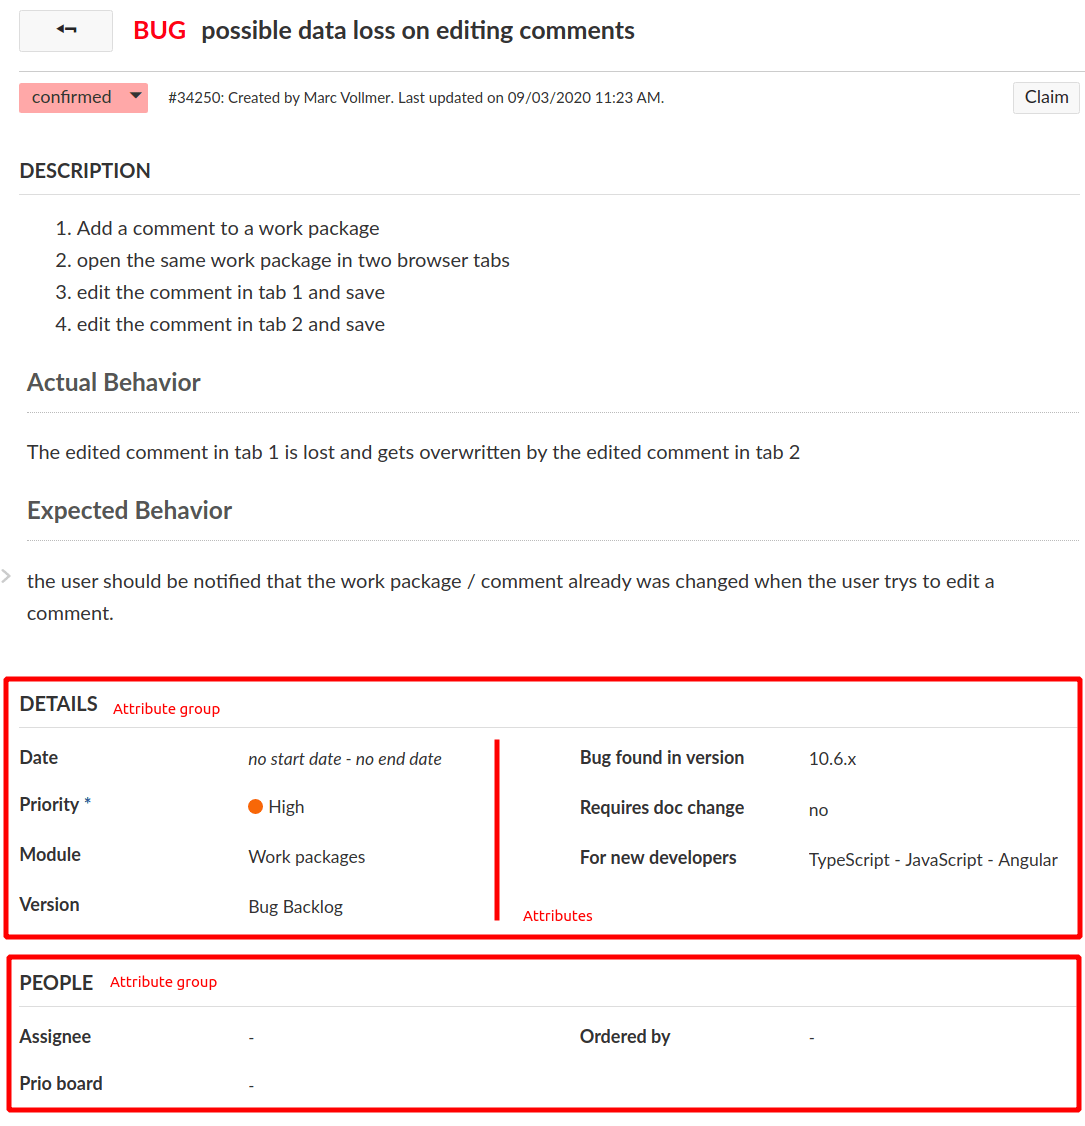 BUG possible data loss on editing comments
confirmed #34250: Created by Marc Vollmer. Last updated on 09/03/2020 11:23 AM. Claim
DESCRIPTION
1. Add a comment to a work package
2. open the same work package in two browser tabs
3. edit the comment in tab 1 and save
4. edit the comment in tab 2 and save
Actual Behavior
The edited comment in tab 1 is lost and gets overwritten by the edited comment in tab 2
Expected Behavior
the user should be notified that the work package / comment already was changed when the user trys to edit a
comment.
DETAILS Attribute group
Date no start date - no end date
Priority * High
Module Work packages
Version Bug Backlog
Bug found in version 10.6.x
Requires doc change no
For new developers TypeScript - JavaScript - Angular
Attributes
PEOPLE Attribute group
Assignee -
Prio board -
Ordered by -